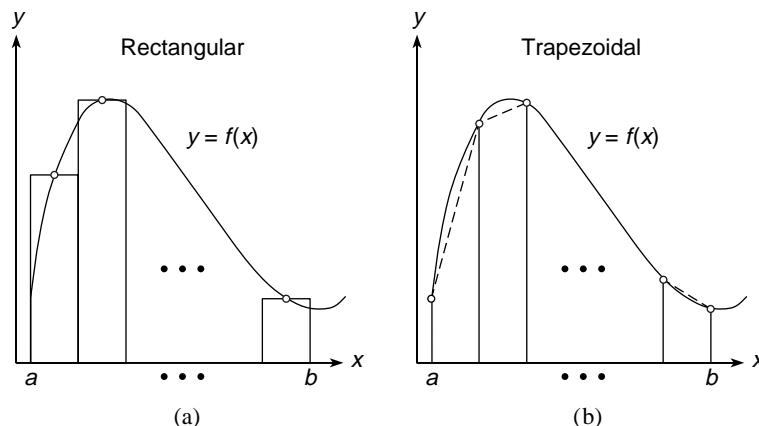 y
Rectangular
y = f(x)
• • •
x
a
• • •
b
(a)
y
Trapezoidal
y = f(x)
• • •
x
a
• • •
b
(b)